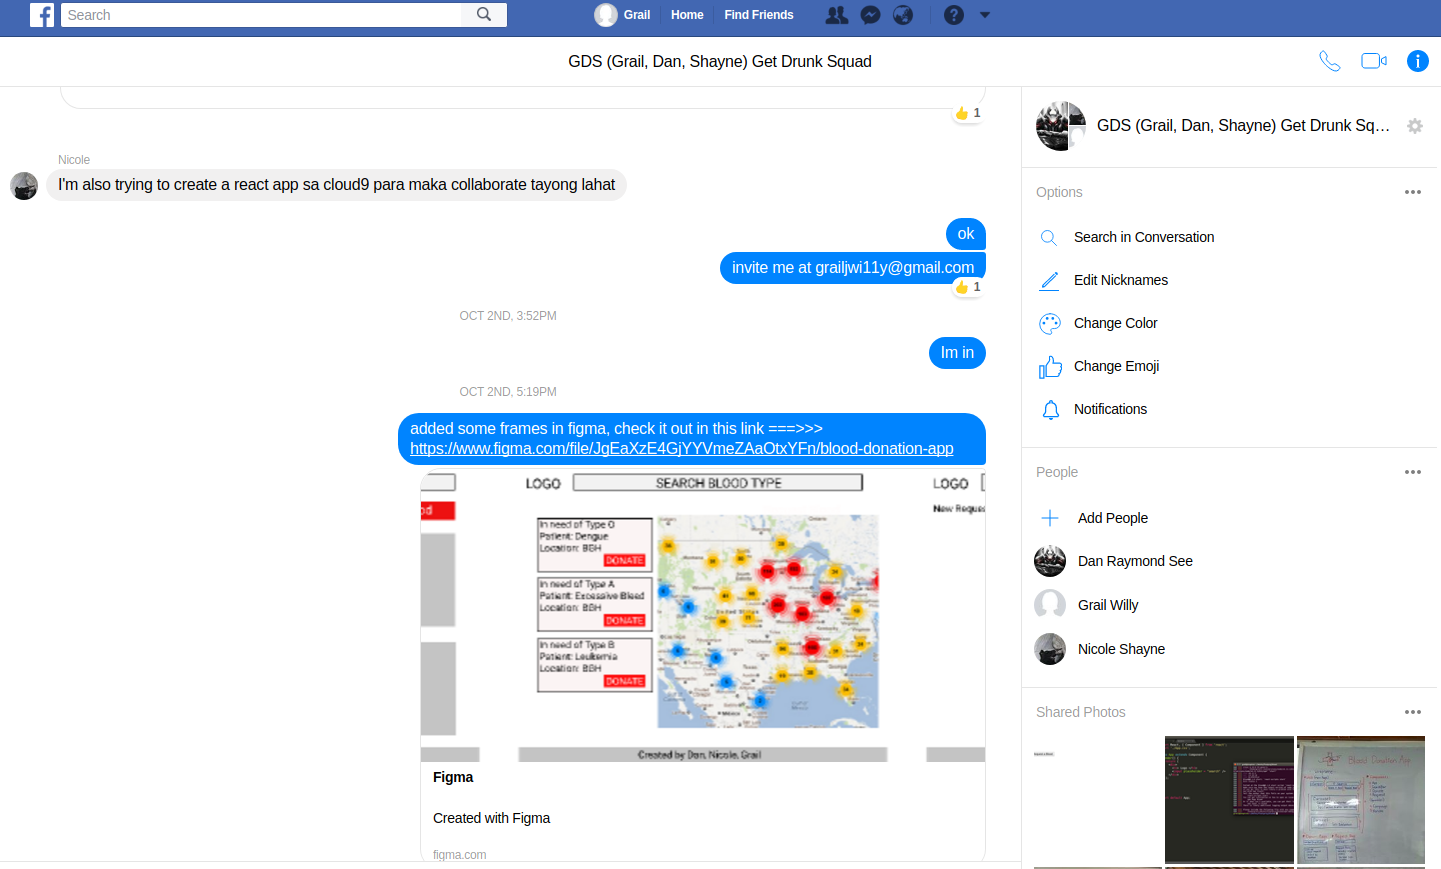 Search
Grail
Home
Find Friends
GDS (Grail, Dan, Shayne) Get Drunk Squad
1
Nicole
I'm also trying to create a react app sa cloud9 para maka collaborate tayong lahat
ok
invite me at grailjwi11y@gmail.com
1
OCT 2ND, 3:52PM
Im in
OCT 2ND, 5:19PM
added some frames in figma, check it out in this link ===>>>
https://www.figma.com/file/JgEaXzE4GjYYVmeZAaOtxYFn/blood-donation-app
LOGO
SEARCH BLOOD TYPE
LOGO
od
New Reques
In need of Type O
Patient: Dengue
Location: BGH
DONATE
In need of Type A
Patient: Excessive Bleed
Location: BGH
DONATE
In need of Type B
Patient: Leukemia
Location: BGH
DONATE
Created by Dan, Nicole, Grail
Figma
Created with Figma
figma.com
GDS (Grail, Dan, Shayne) Get Drunk Sq…
Options
Search in Conversation
Edit Nicknames
Change Color
Change Emoji
Notifications
People
Add People
Dan Raymond See
Grail Willy
Nicole Shayne
Shared Photos
Blood Donation App